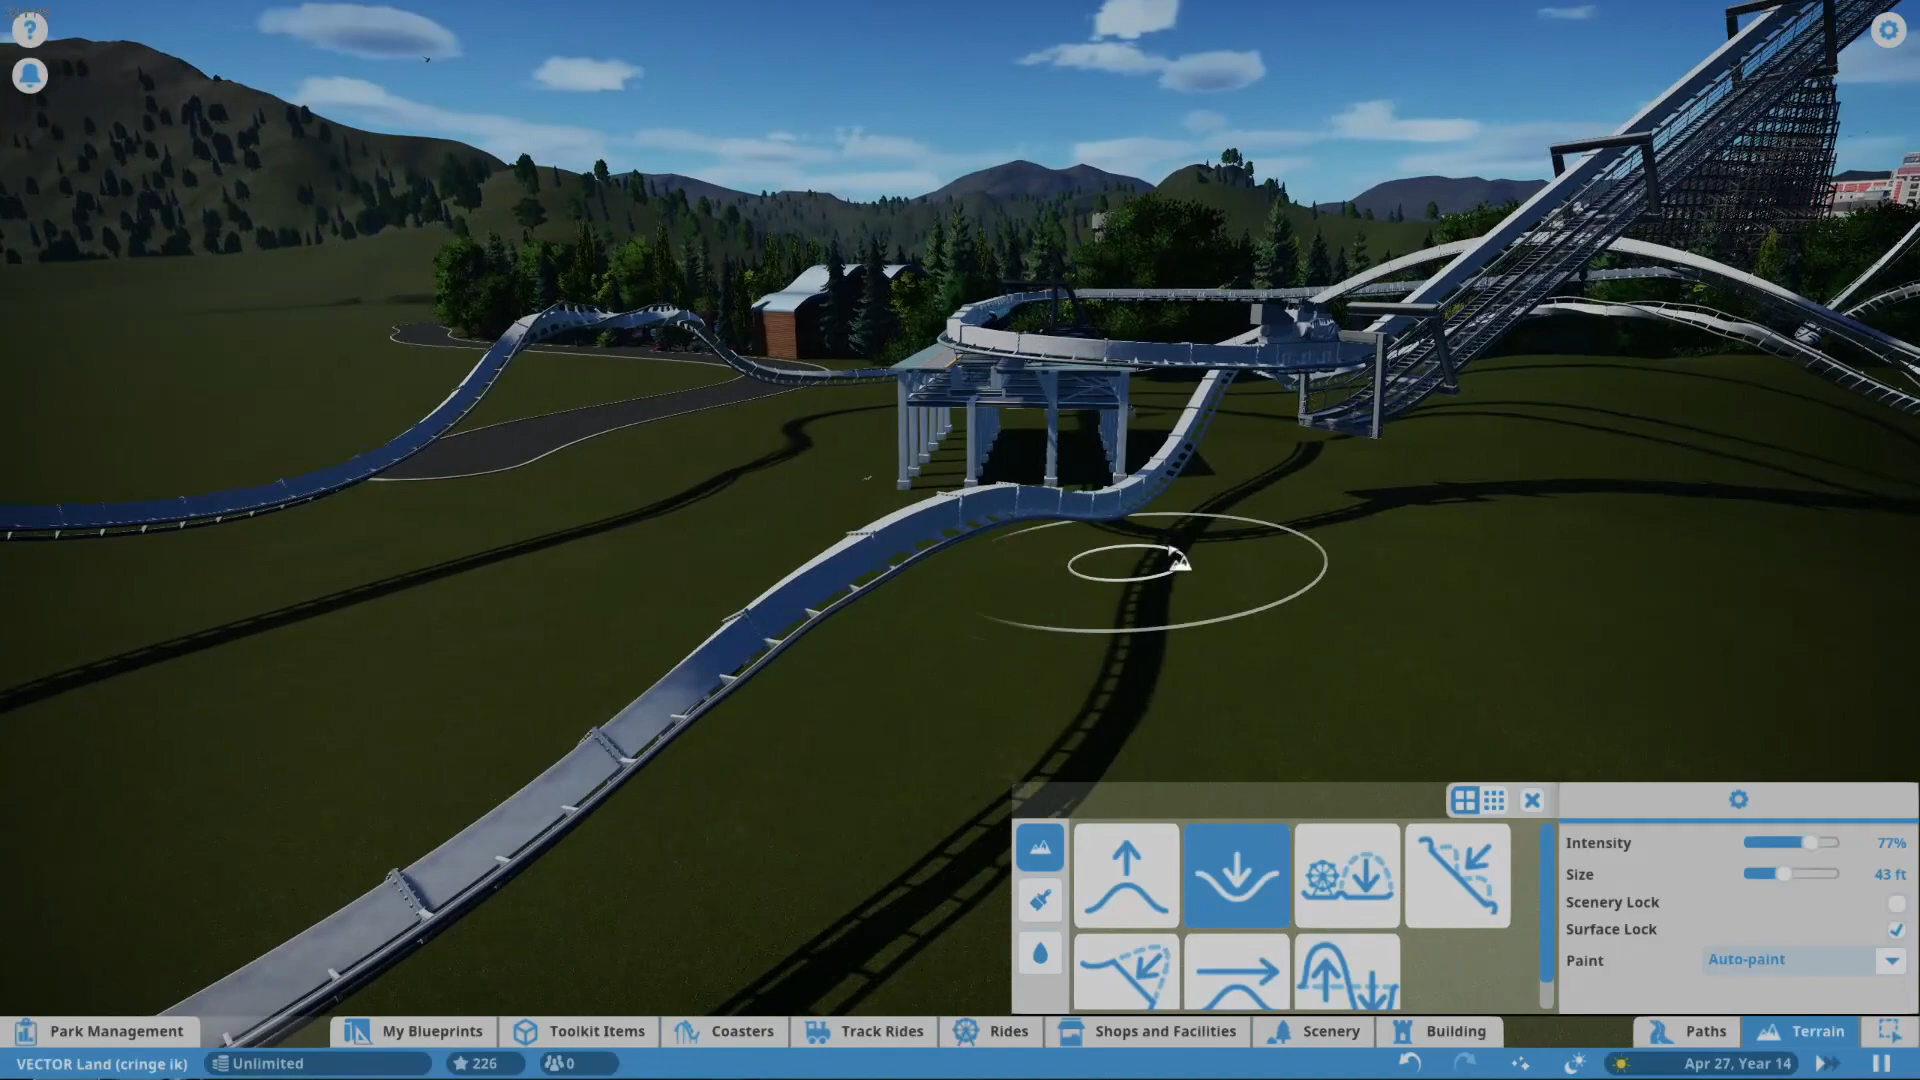 ?
Intensity 77%
Size 43 ft
Scenery Lock
Surface Lock
Paint Auto-paint
Park Management My Blueprints Toolkit Items Coasters Track Rides Rides Shops and Facilities Scenery Building Paths Terrain
VECTOR Land (cringe ik) Unlimited 226 0 Apr 27, Year 14